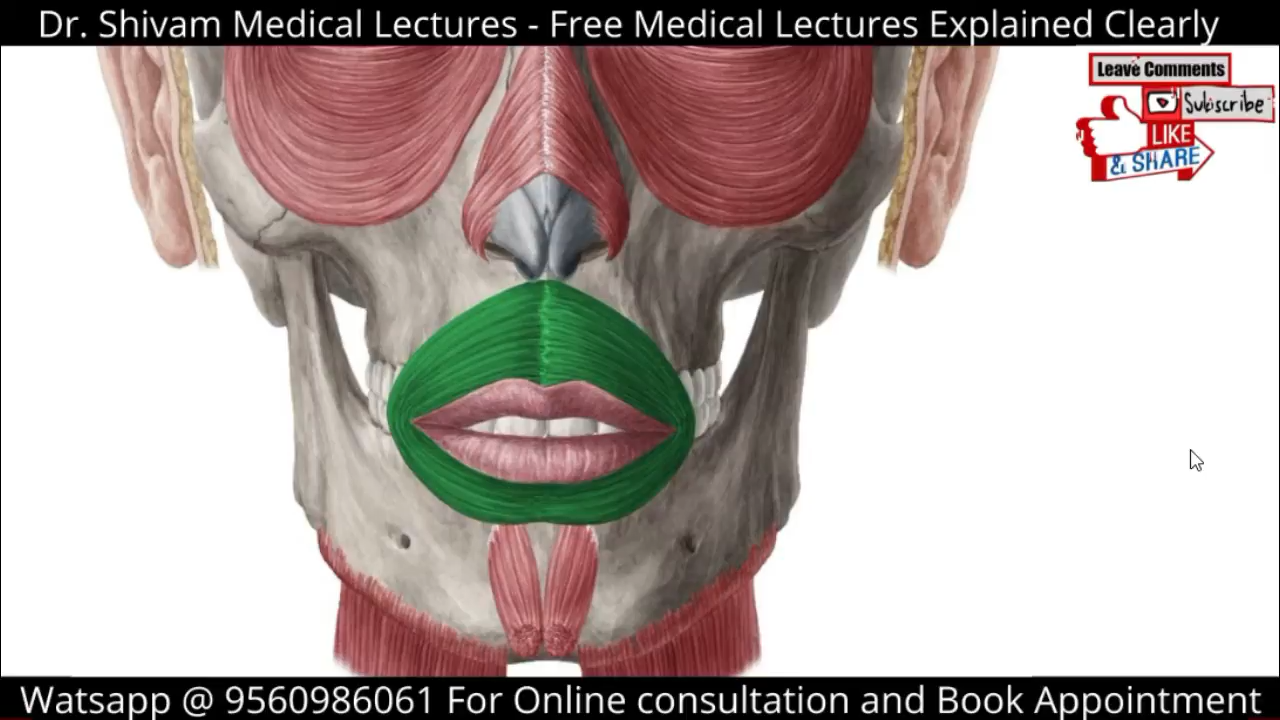 Dr. Shivam Medical Lectures - Free Medical Lectures Explained Clearly
Leave Comments
Subscribe
LIKE
& SHARE
Watsapp @ 9560986061 For Online consultation and Book Appointment